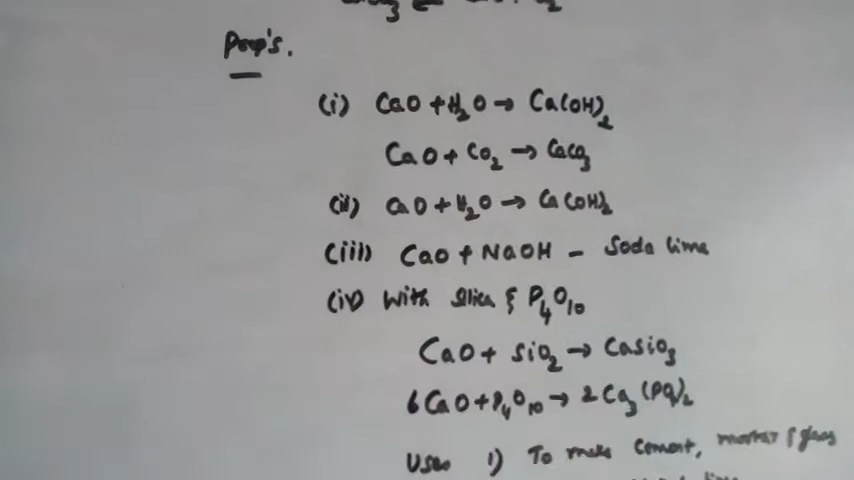 Prop's.
(i) CaO + H₂O → Ca(OH)₂
CaO + CO₂ → CaCO₃
(ii) CaO + H₂O → Ca(OH)₂
(iii) CaO + NaOH - Soda lime
(iv) With silica & P₄O₁₀
CaO + SiO₂ → CaSiO₃
6CaO + P₄O₁₀ → 2Ca₃(PO₄)₂
Uses 1) To make cement, mortar & glass